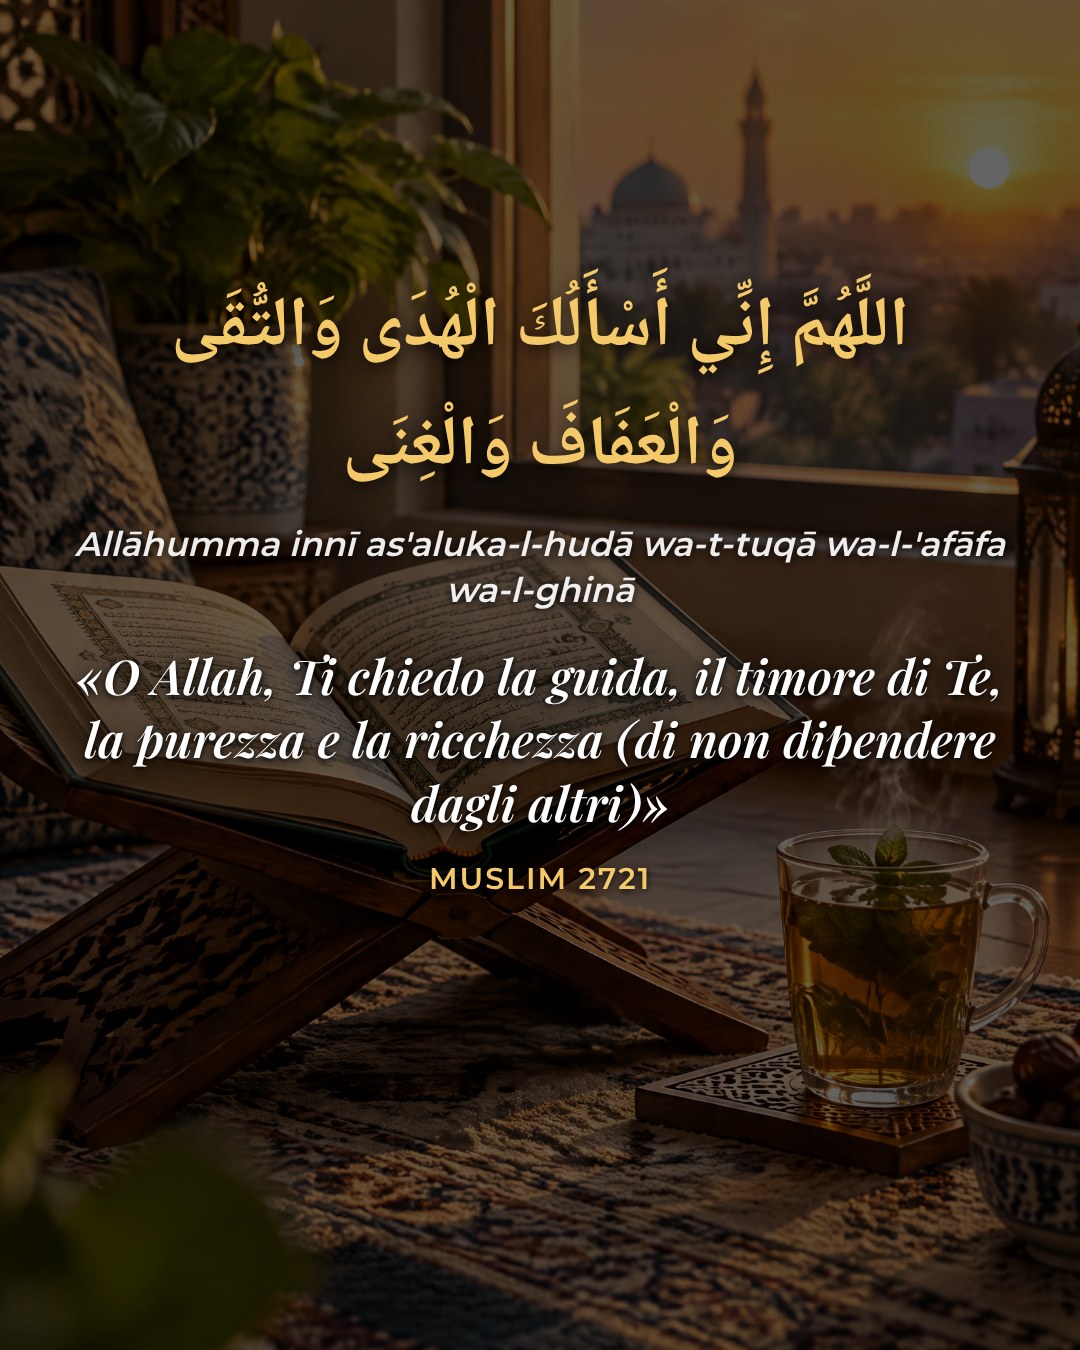 اللَّهُمَّ إِنِّي أَسْأَلُكَ الْهُدَى وَالتُّقَى
وَالْعَفَافَ وَالْغِنَى
Allāhumma innī as'aluka-l-hudā wa-t-tuqā wa-l-'afāfa
wa-l-ghinā
«O Allah, Ti chiedo la guida, il timore di Te,
la purezza e la ricchezza (di non dipendere
dagli altri)»
MUSLIM 2721